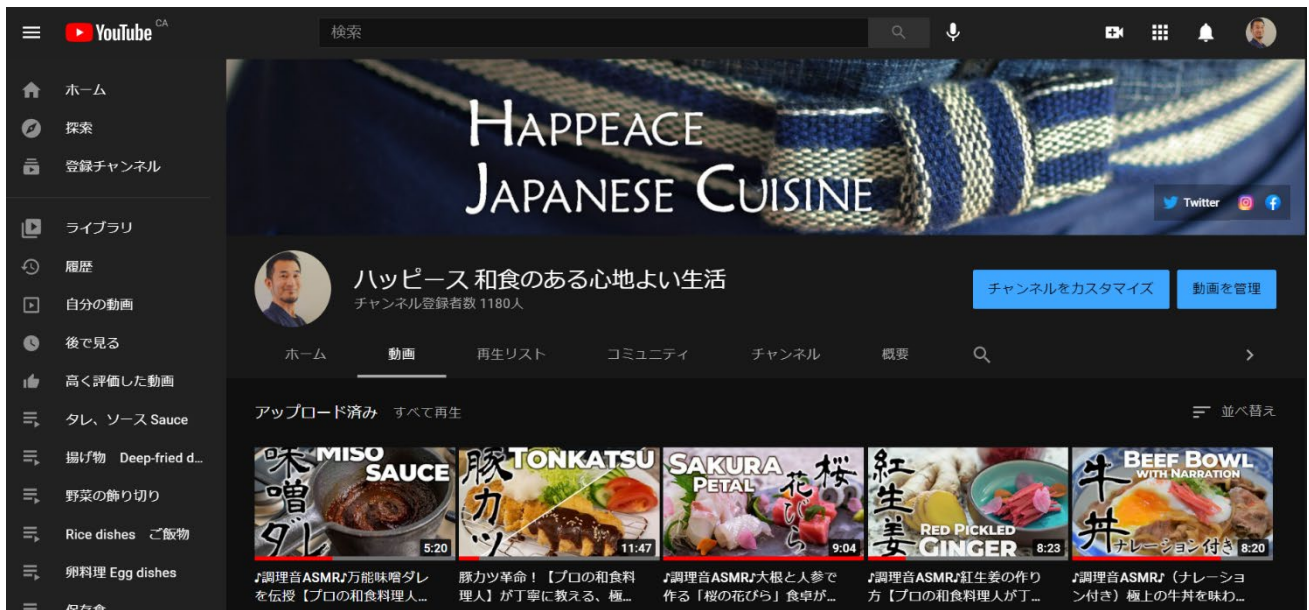 YouTube CA
検索
ホーム
探索
登録チャンネル
ライブラリ
履歴
自分の動画
後で見る
高く評価した動画
タレ、ソース Sauce
揚げ物 Deep-fried d...
野菜の飾り切り
Rice dishes ご飯物
卵料理 Egg dishes
保存食
HAPPEACE
JAPANESE CUISINE
Twitter
ハッピース 和食のある心地よい生活
チャンネル登録者数 1180人
チャンネルをカスタマイズ
動画を管理
ホーム 動画 再生リスト コミュニティ チャンネル 概要
アップロード済み すべて再生
並べ替え
味噌ダレ
MISO
SAUCE
5:20
♪調理音ASMR♪万能味噌ダレ
を伝授【プロの和食料理人...
豚カツ
TONKATSU
11:47
豚カツ革命！【プロの和食料
理人】が丁寧に教える、極...
SAKURA
PETAL
桜花びら
9:04
♪調理音ASMR♪大根と人参で
作る「桜の花びら」食卓が...
紅生姜
RED PICKLED
GINGER
8:23
♪調理音ASMR♪紅生姜の作り
方【プロの和食料理人が丁...
牛丼
BEEF BOWL
WITH NARRATION
ナレーション付き
8:20
♪調理音ASMR♪（ナレーショ
ン付き）極上の牛丼を味わ...